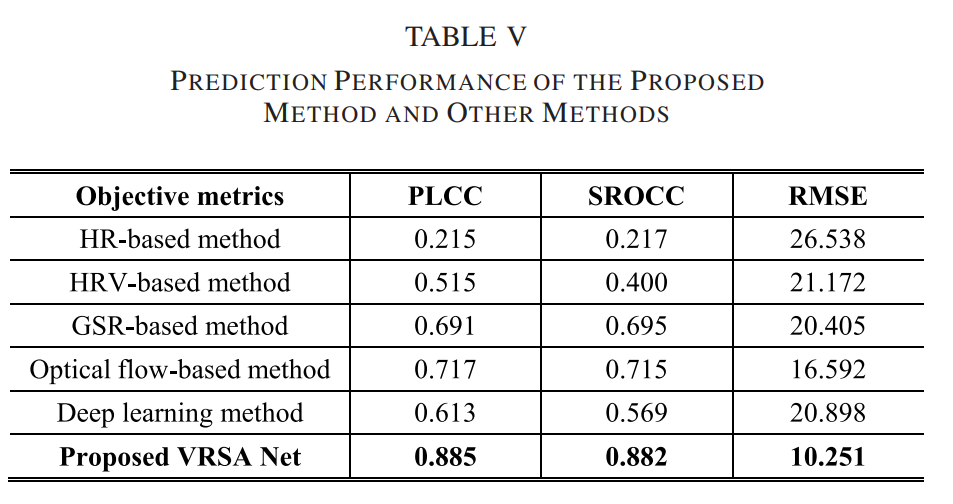 TABLE V
PREDICTION PERFORMANCE OF THE PROPOSED
METHOD AND OTHER METHODS
Objective metrics PLCC SROCC RMSE
HR-based method 0.215 0.217 26.538
HRV-based method 0.515 0.400 21.172
GSR-based method 0.691 0.695 20.405
Optical flow-based method 0.717 0.715 16.592
Deep learning method 0.613 0.569 20.898
Proposed VRSA Net 0.885 0.882 10.251